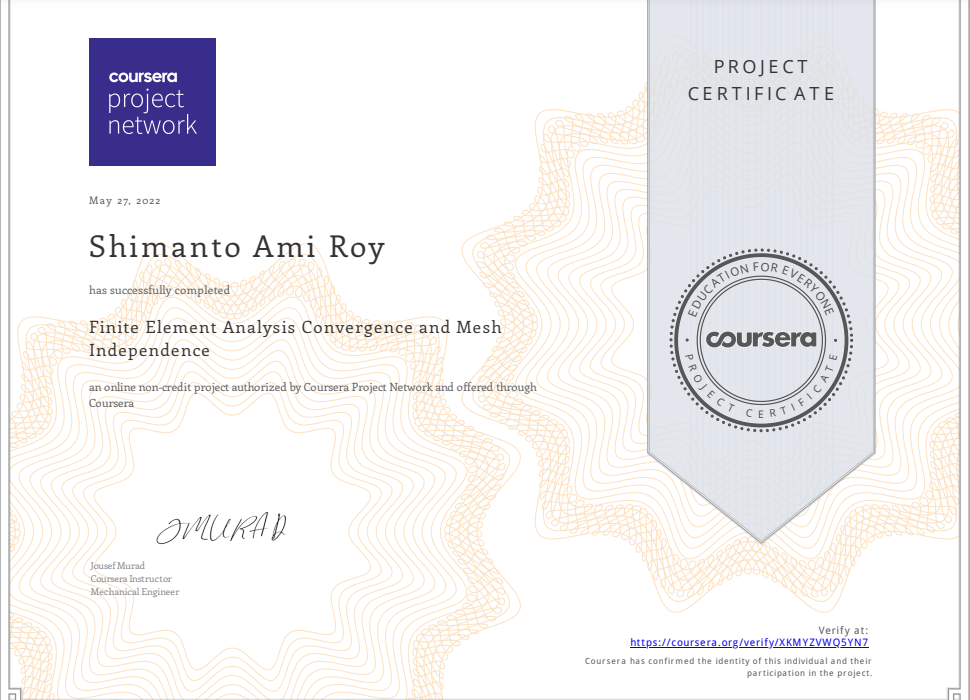 coursera
project
network
May 27, 2022
Shimanto Ami Roy
has successfully completed
Finite Element Analysis Convergence and Mesh
Independence
an online non-credit project authorized by Coursera Project Network and offered through
Coursera
JMURAD
Jousef Murad
Coursera Instructor
Mechanical Engineer
PROJECT
CERTIFICATE
EDUCATION FOR EVERYONE
coursera
PROJECT CERTIFICATE
Verify at:
https://coursera.org/verify/XKMYZVWQ5YN7
Coursera has confirmed the identity of this individual and their
participation in the project.